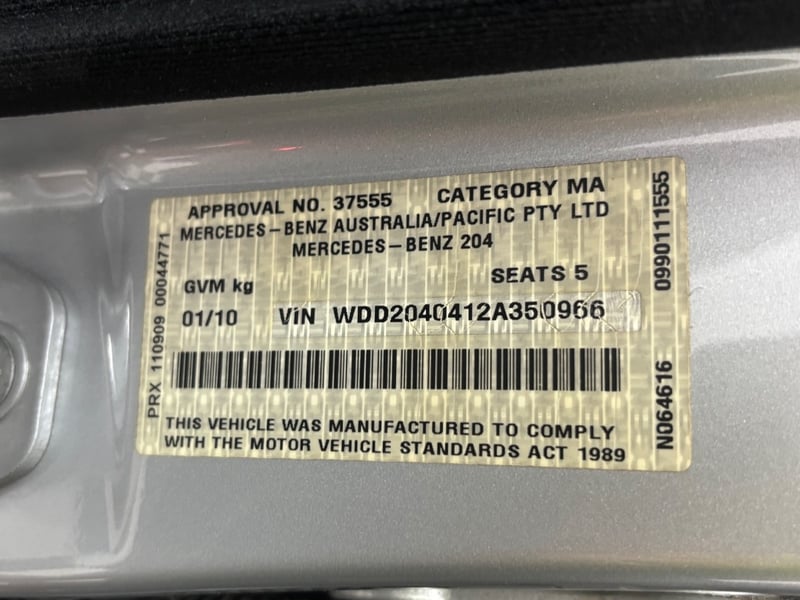 APPROVAL NO. 37555 CATEGORY MA
MERCEDES-BENZ AUSTRALIA/PACIFIC PTY LTD
MERCEDES-BENZ 204
GVM kg SEATS 5
01/10 VIN WDD2040412A350966
THIS VEHICLE WAS MANUFACTURED TO COMPLY
WITH THE MOTOR VEHICLE STANDARDS ACT 1989
PRX 110909 00044771
N064616 0990111555